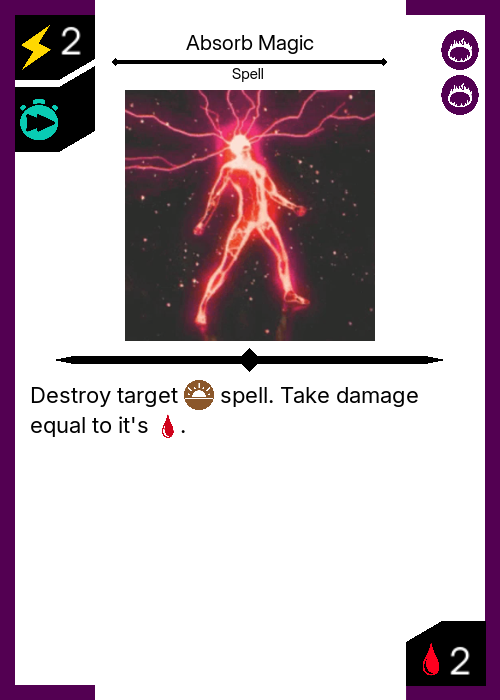 2
Absorb Magic
Spell
Destroy target spell. Take damage
equal to it's .
2